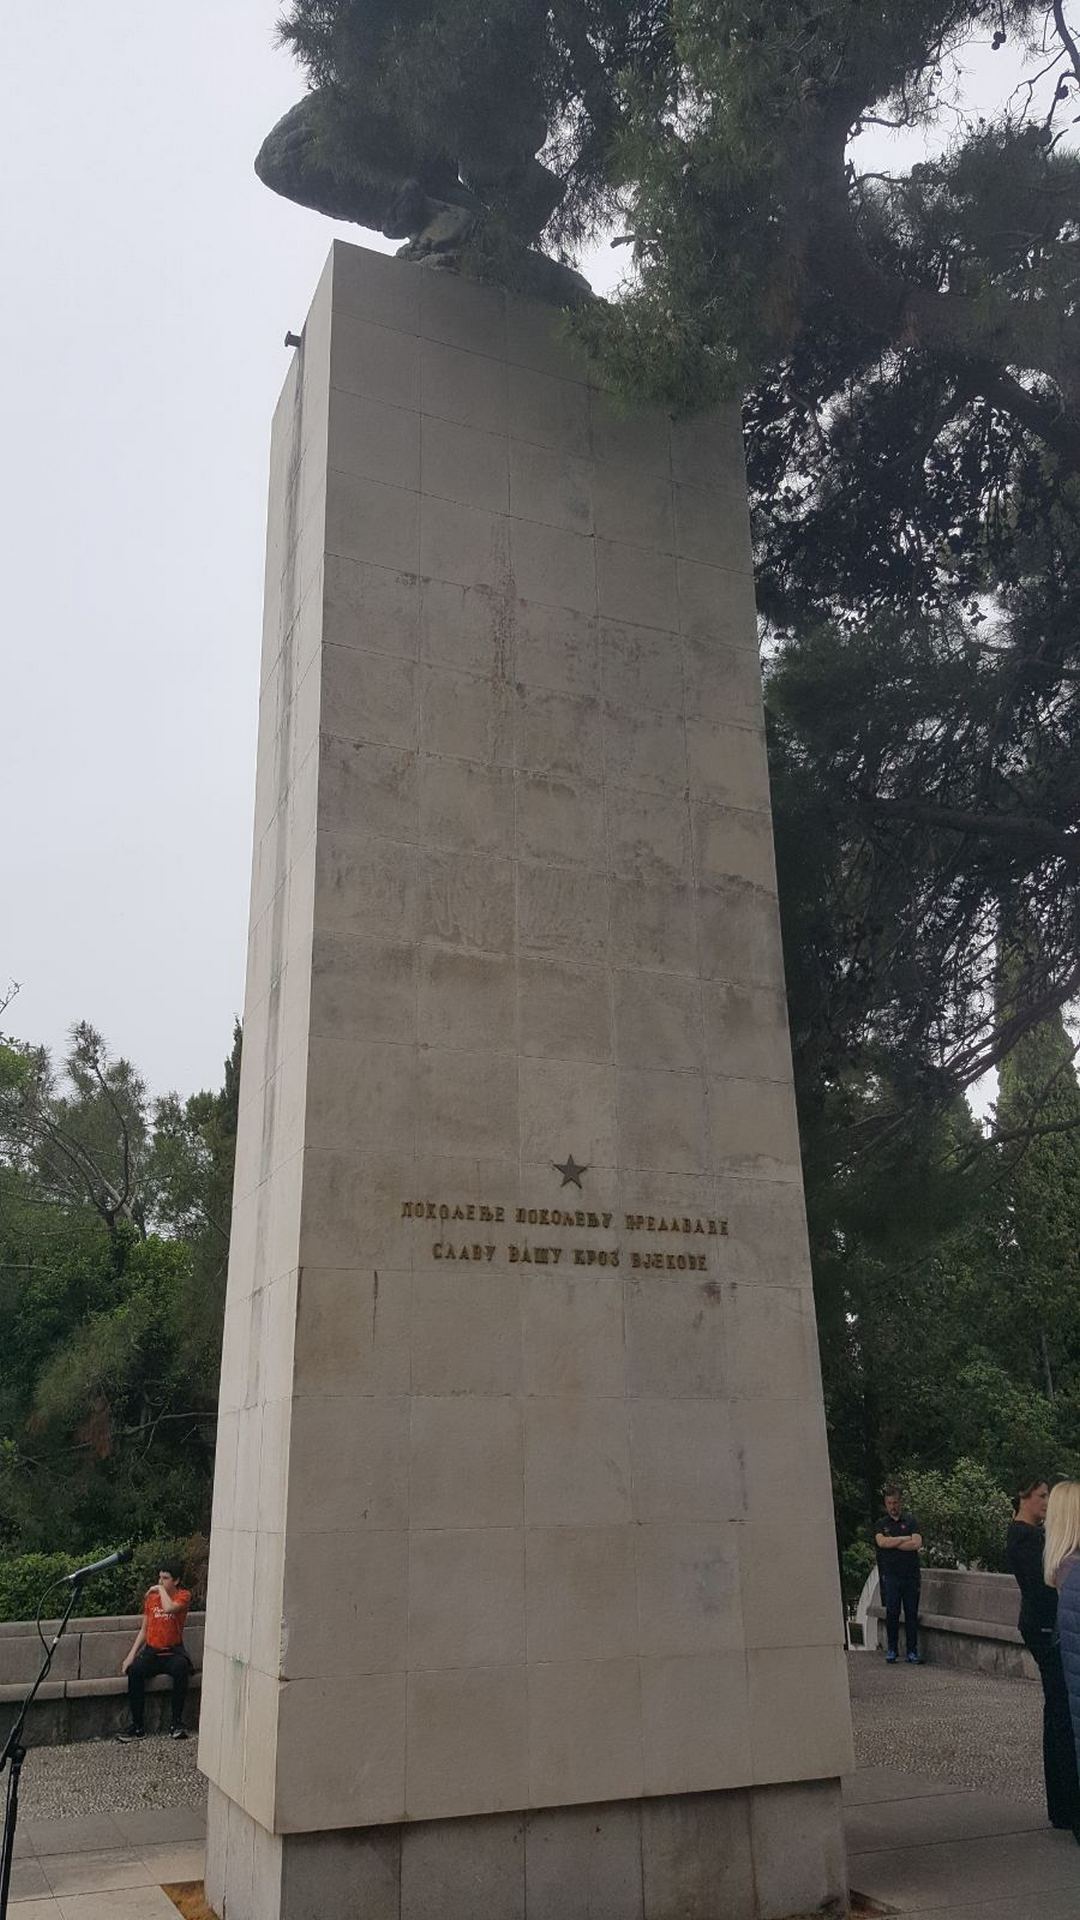 ПОКОЉЕЊЕ ПОКОЉЕЊУ ПРЕДАВАЋЕ
СЛАВУ ВАШУ КРОЗ ВЈЕКОВЕ